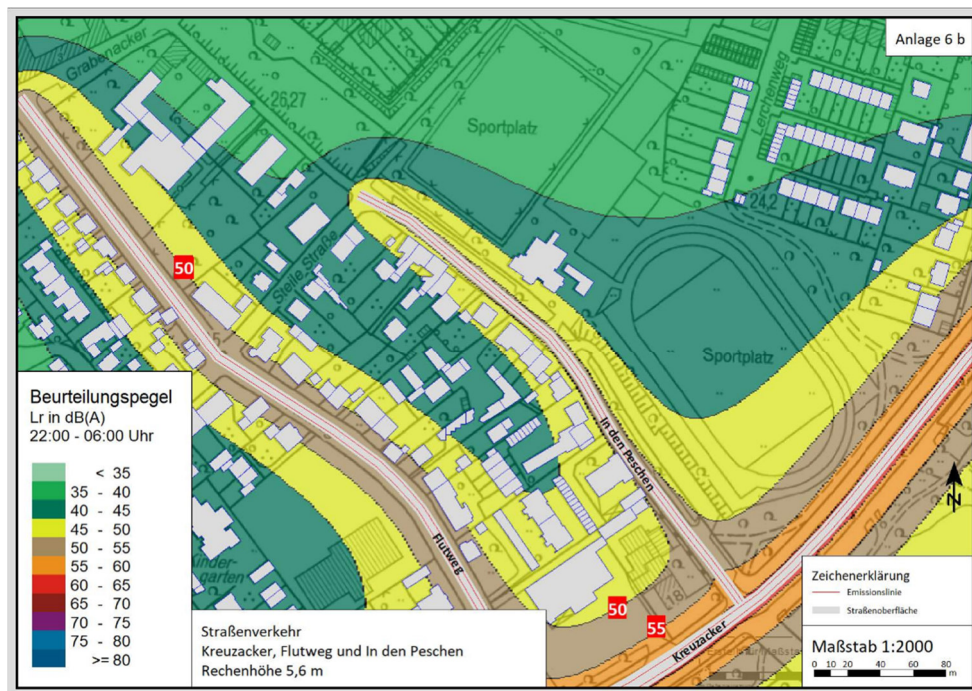 Anlage 6 b
Grabenacker
26,27
Sportplatz
Lerchenweg
24,2
50
Stelle Straße
Sportplatz
In den Peschen
Flutweg
Kreuzacker
50
55
18
Kinder-
garten
N
Beurteilungspegel
Lr in dB(A)
22:00 - 06:00 Uhr
< 35
35 - 40
40 - 45
45 - 50
50 - 55
55 - 60
60 - 65
65 - 70
70 - 75
75 - 80
>= 80
Straßenverkehr
Kreuzacker, Flutweg und In den Peschen
Rechenhöhe 5,6 m
Zeichenerklärung
Emissionslinie
Straßenoberfläche
Maßstab 1:2000
0 10 20 40 60 80
m